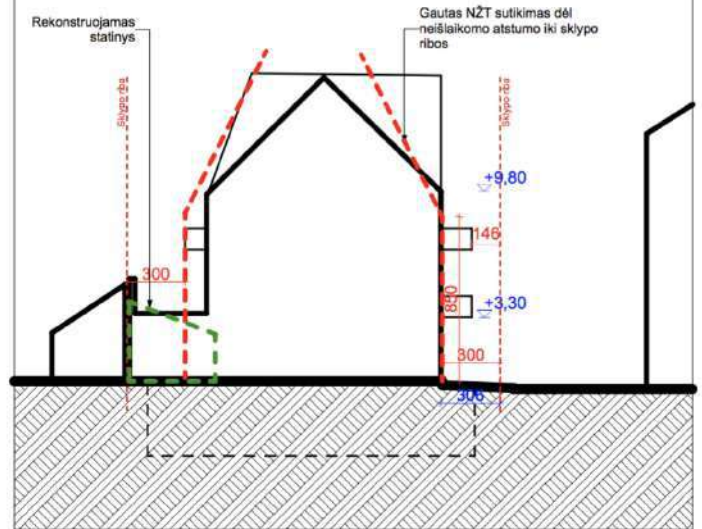 Rekonstruojamas
statinys
Gautas NŽT sutikimas dėl
neišlaikomo atstumo iki sklypo
ribos
Sklypo riba
Sklypo riba
+9,80
146
300
850
+3,30
300
306